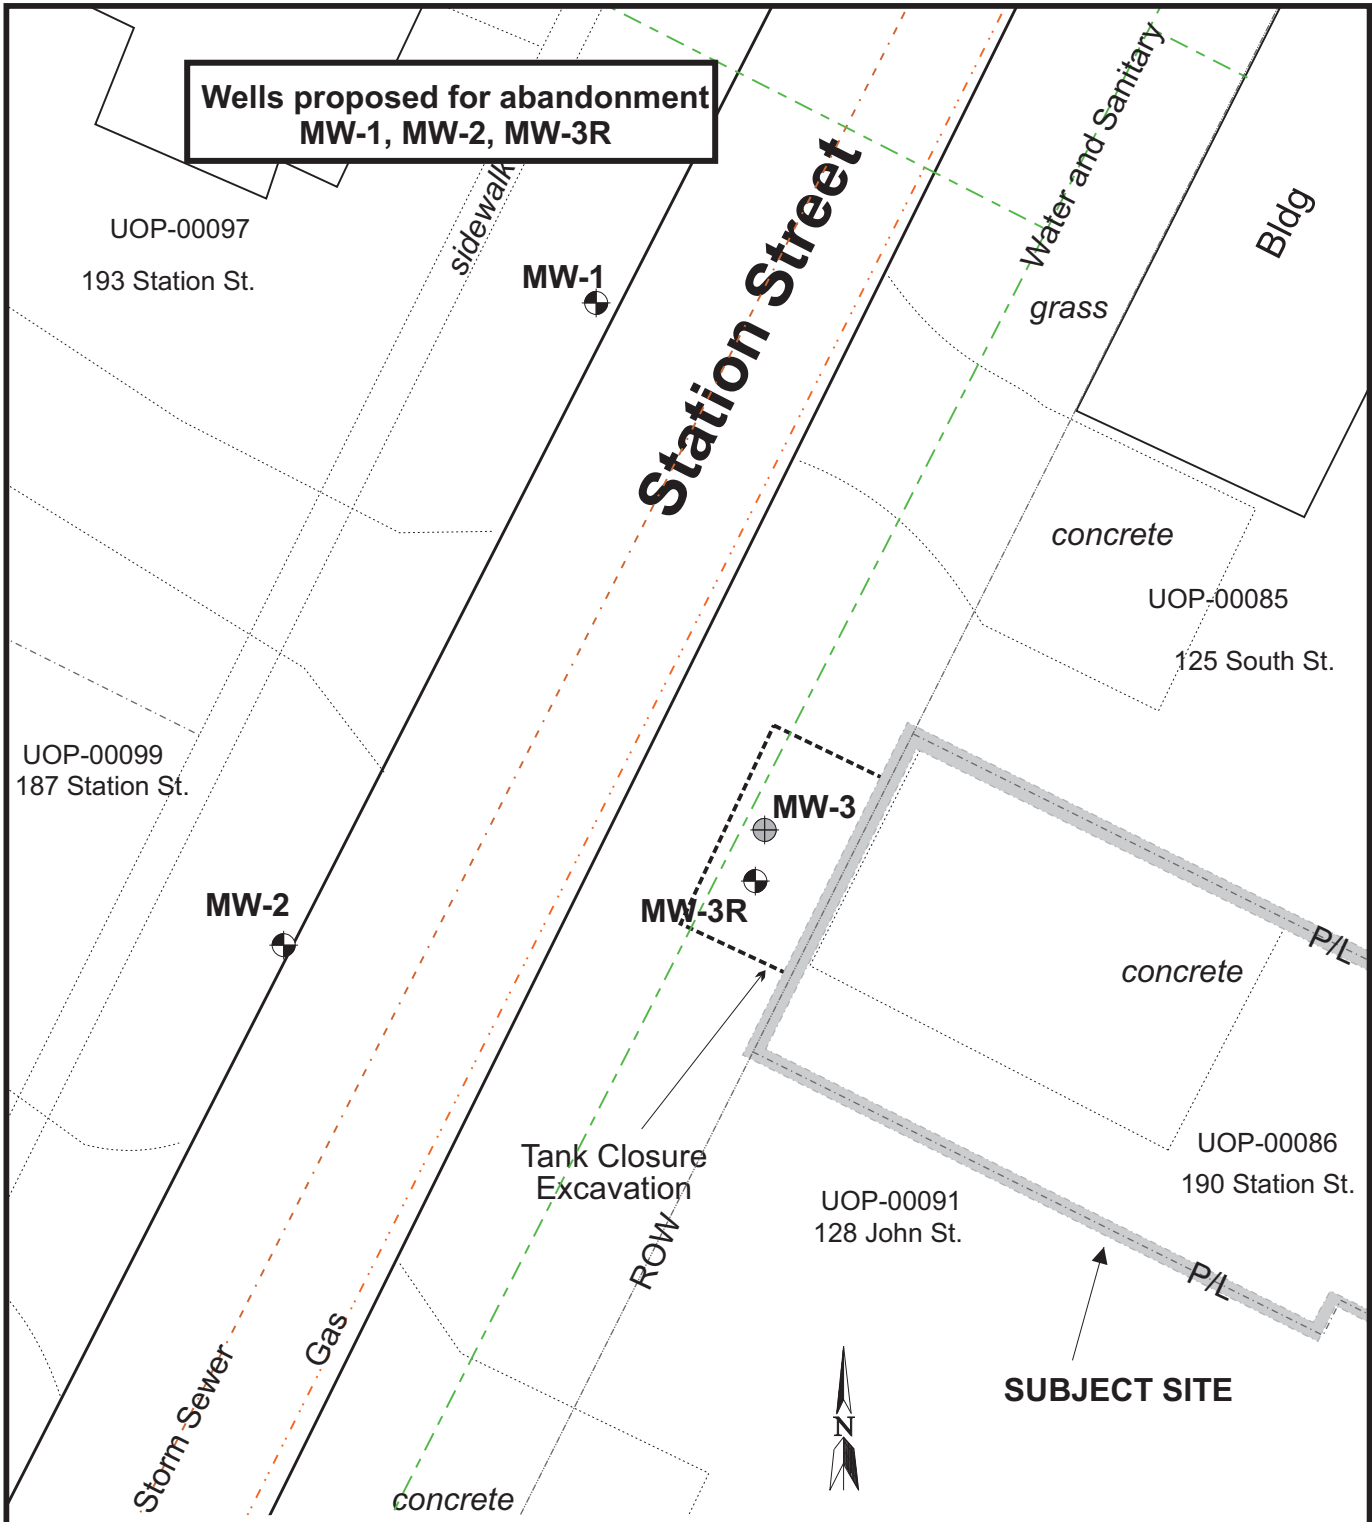 Wells proposed for abandonment
MW-1, MW-2, MW-3R
Water and Sanitary
Bldg
sidewalk
UOP-00097
193 Station St.
MW-1
Station Street
grass
concrete
UOP-00085
125 South St.
UOP-00099
187 Station St.
MW-3
MW-2
MW-3R
P/L
concrete
Tank Closure
Excavation
UOP-00086
190 Station St.
UOP-00091
128 John St.
ROW
P/L
Gas
Storm Sewer
SUBJECT SITE
N
concrete